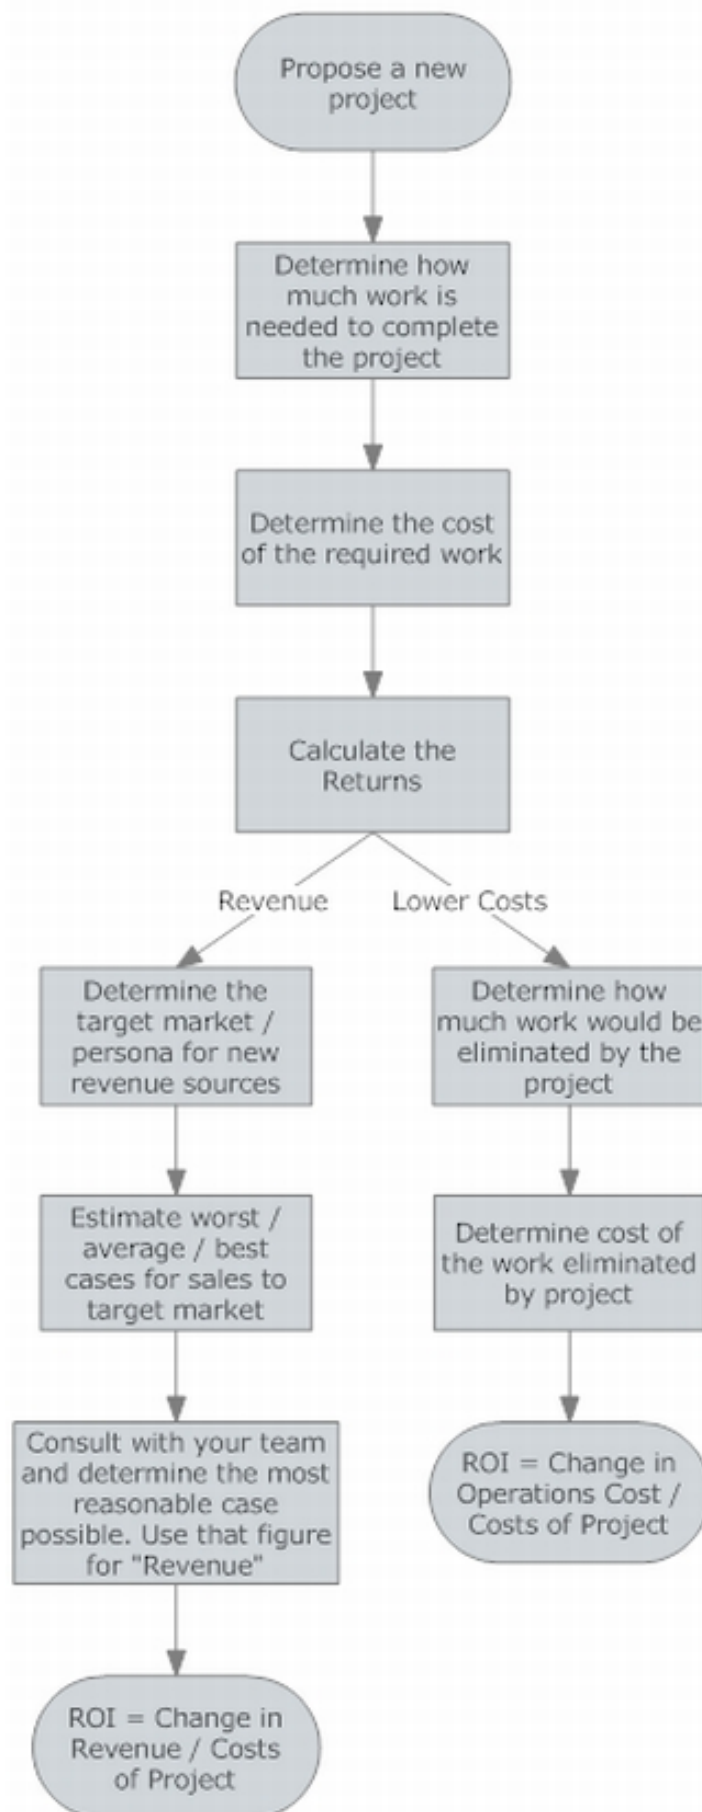 Propose a new
project
Determine how
much work is
needed to complete
the project
Determine the cost
of the required work
Calculate the
Returns
Revenue
Lower Costs
Determine the
target market /
persona for new
revenue sources
Estimate worst /
average / best
cases for sales to
target market
Consult with your team
and determine the most
reasonable case
possible. Use that figure
for "Revenue"
ROI = Change in
Revenue / Costs
of Project
Determine how
much work would be
eliminated by the
project
Determine cost of
the work eliminated
by project
ROI = Change in
Operations Cost /
Costs of Project